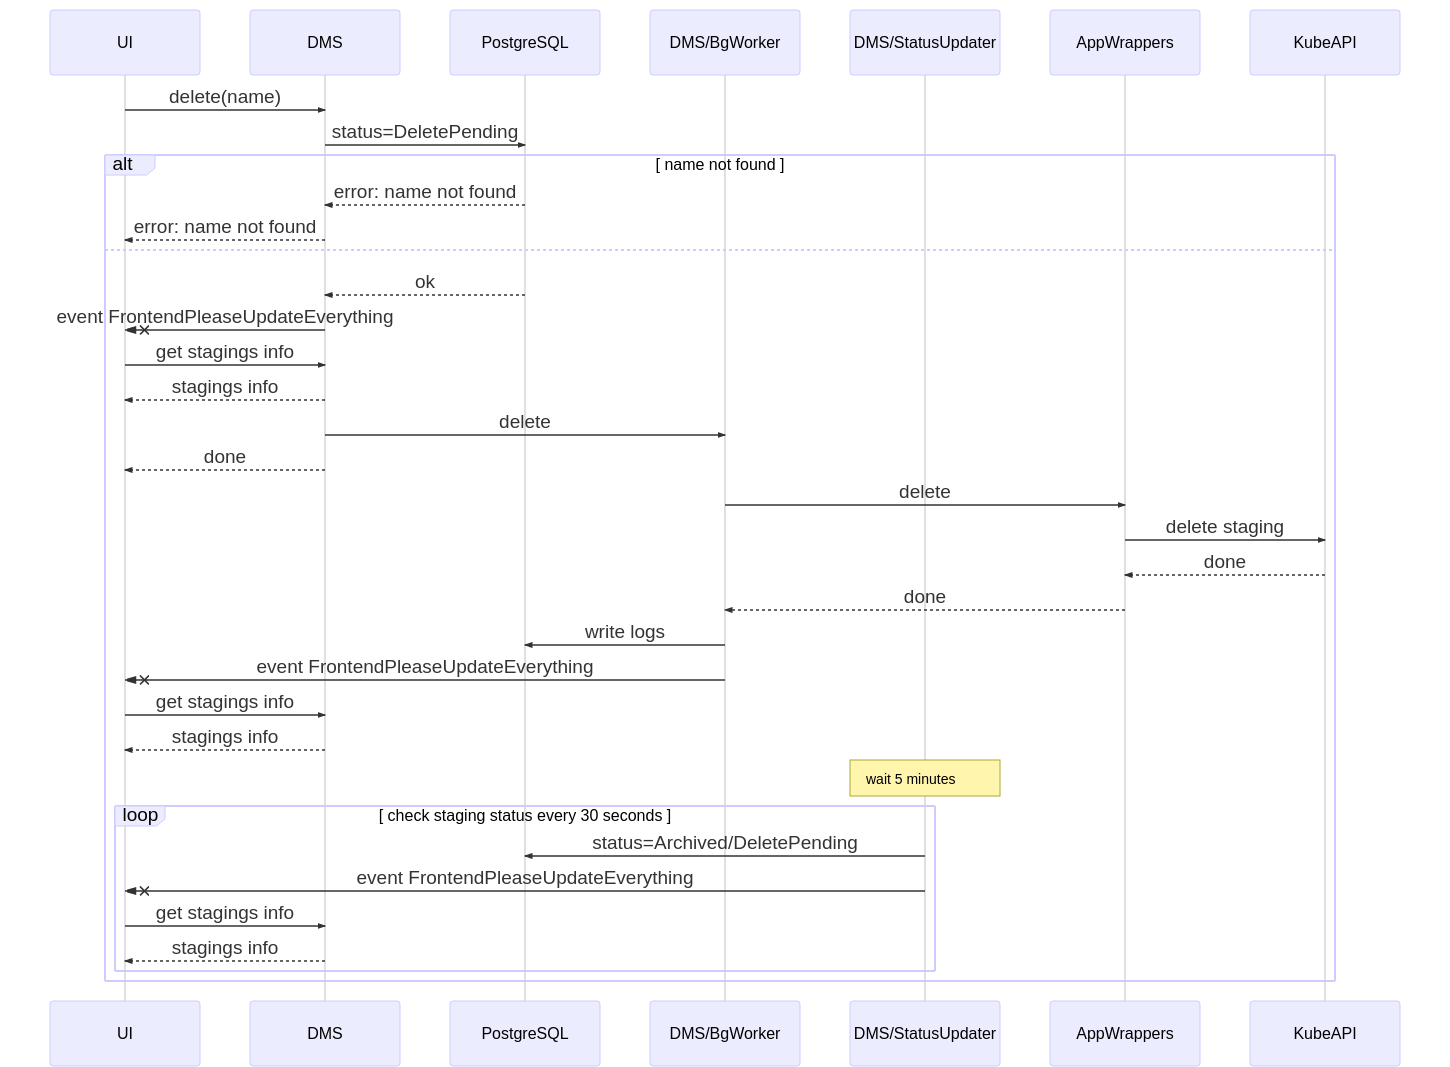 UI
DMS
PostgreSQL
DMS/BgWorker
DMS/StatusUpdater
AppWrappers
KubeAPI
delete(name)
status=DeletePending
alt
[ name not found ]
error: name not found
error: name not found
ok
event FrontendPleaseUpdateEverything
get stagings info
stagings info
delete
done
delete
delete staging
done
done
write logs
event FrontendPleaseUpdateEverything
get stagings info
stagings info
wait 5 minutes
loop
[ check staging status every 30 seconds ]
status=Archived/DeletePending
event FrontendPleaseUpdateEverything
get stagings info
stagings info
UI
DMS
PostgreSQL
DMS/BgWorker
DMS/StatusUpdater
AppWrappers
KubeAPI